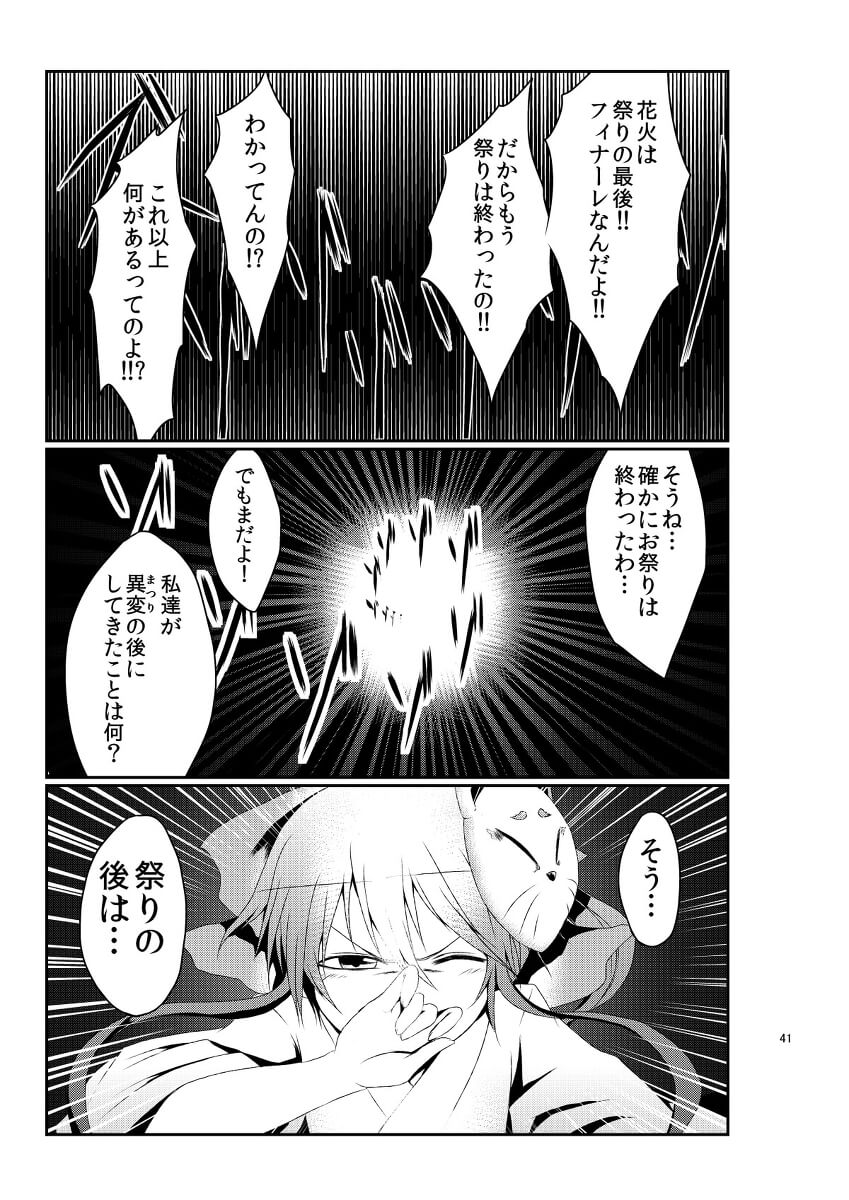 花火は
祭りの最後!!
フィナーレなんだよ!!
だからもう
祭りは終わったの!!
わかってんの!?
これ以上
何があるってのよ!!?
そうね…
確かにお祭りは
終わったわ…
でもまだよ!
私達が
異変の後に
まつり
してきたことは何?
そう…
祭りの
後は…
41